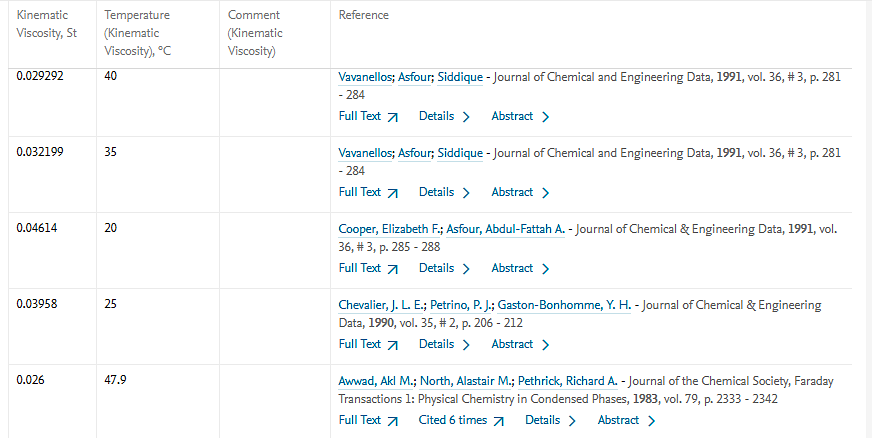 Kinematic Viscosity, St
Temperature (Kinematic Viscosity), °C
Comment (Kinematic Viscosity)
Reference
0.029292
40
Vavanellos; Asfour; Siddique - Journal of Chemical and Engineering Data, 1991, vol. 36, # 3, p. 281
- 284
Full Text Details Abstract
0.032199
35
Vavanellos; Asfour; Siddique - Journal of Chemical and Engineering Data, 1991, vol. 36, # 3, p. 281
- 284
Full Text Details Abstract
0.04614
20
Cooper, Elizabeth F.; Asfour, Abdul-Fattah A. - Journal of Chemical & Engineering Data, 1991, vol.
36, # 3, p. 285 - 288
Full Text Details Abstract
0.03958
25
Chevalier, J. L. E.; Petrino, P. J.; Gaston-Bonhomme, Y. H. - Journal of Chemical & Engineering
Data, 1990, vol. 35, # 2, p. 206 - 212
Full Text Details Abstract
0.026
47.9
Awwad, Akl M.; North, Alastair M.; Pethrick, Richard A. - Journal of the Chemical Society, Faraday
Transactions 1: Physical Chemistry in Condensed Phases, 1983, vol. 79, p. 2333 - 2342
Full Text Cited 6 times Details Abstract